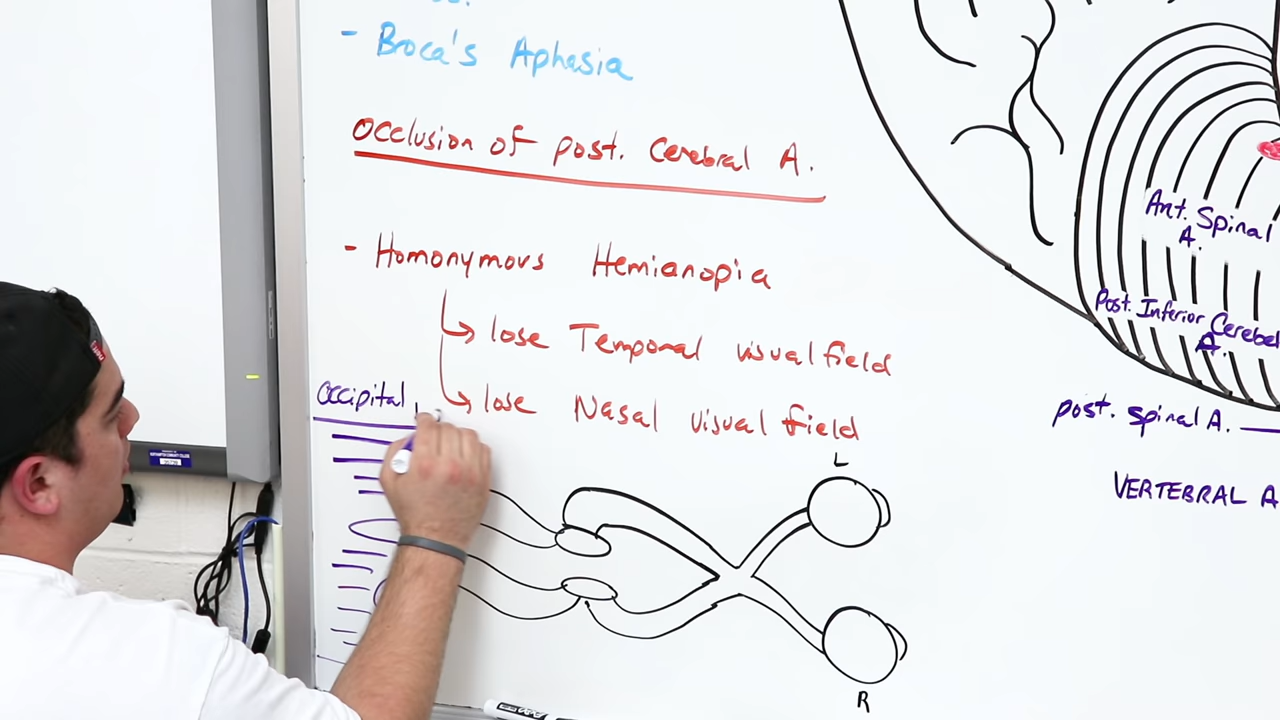 - Broca's Aphasia
Occlusion of post. Cerebral A.
- Homonymous Hemianopia
lose Temporal visual field
lose Nasal visual field
Occipital
L
R
Ant. Spinal
A.
Post. Inferior Cerebel
A.
post. spinal A.
VERTEBRAL A
EXPO